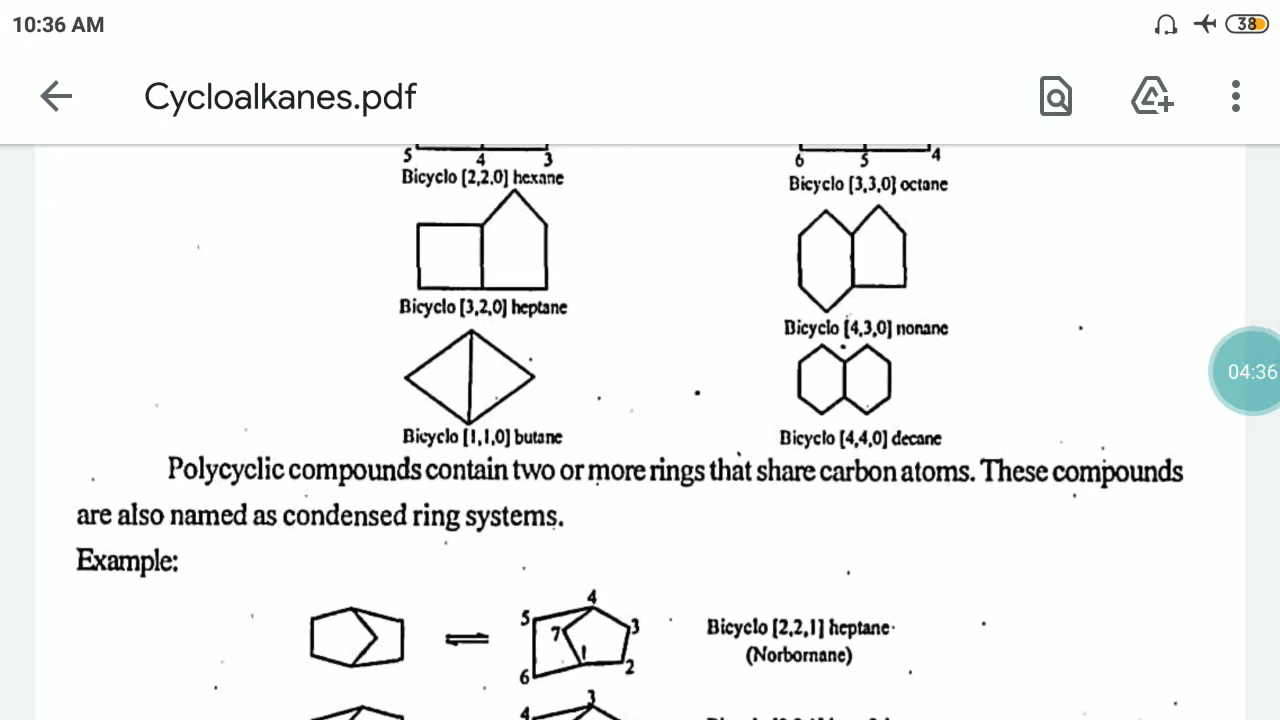 10:36 AM
38
Cycloalkanes.pdf
5 4 3
6 5 4
Bicyclo [2,2,0] hexane
Bicyclo [3,3,0] octane
Bicyclo [3,2,0] heptane
Bicyclo [4,3,0] nonane
04:36
Bicyclo [1,1,0] butane
Bicyclo [4,4,0] decane
Polycyclic compounds contain two or more rings that share carbon atoms. These compounds
are also named as condensed ring systems.
Example:
4
5
3
7
1
2
6
Bicyclo [2,2,1] heptane
(Norbornane)
3
4